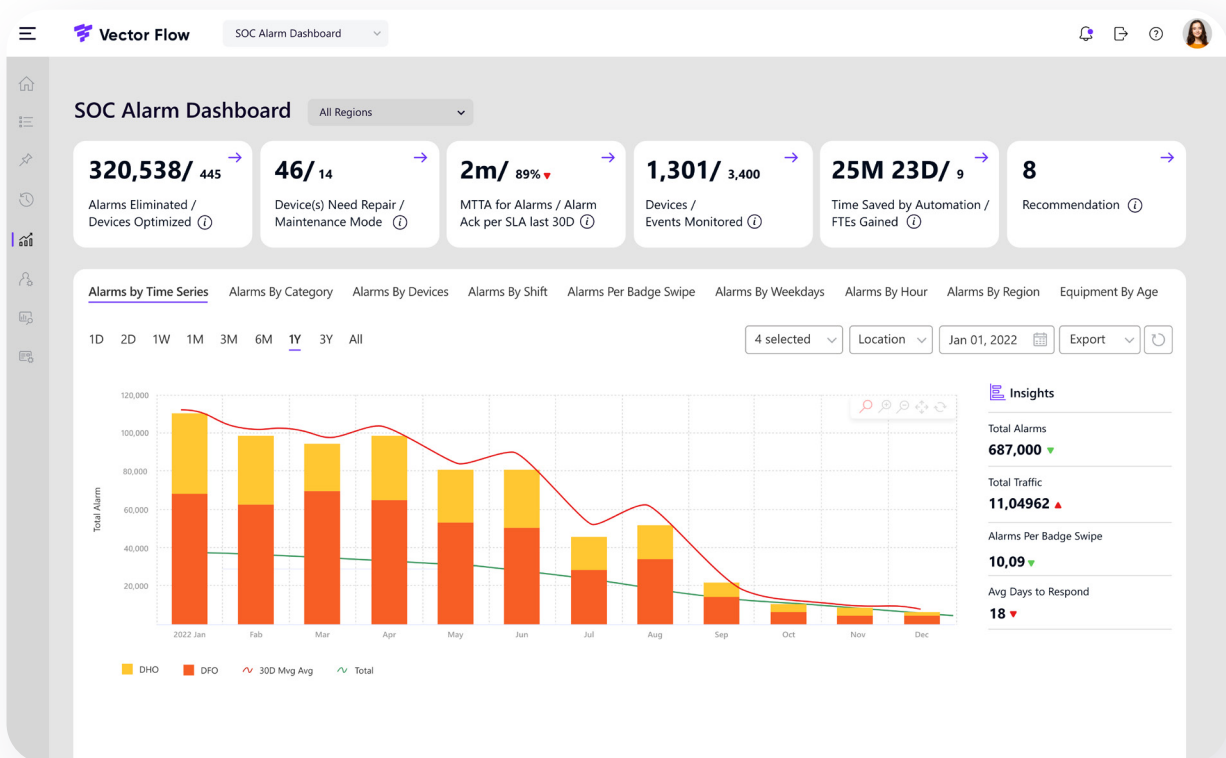 Vector Flow
SOC Alarm Dashboard
SOC Alarm Dashboard
All Regions
320,538/ 445
Alarms Eliminated /
Devices Optimized
46/ 14
Device(s) Need Repair /
Maintenance Mode
2m/ 89%
MTTA for Alarms / Alarm
Ack per SLA last 30D
1,301/ 3,400
Devices /
Events Monitored
25M 23D/ 9
Time Saved by Automation /
FTEs Gained
8
Recommendation
Alarms by Time Series
Alarms By Category
Alarms By Devices
Alarms By Shift
Alarms Per Badge Swipe
Alarms By Weekdays
Alarms By Hour
Alarms By Region
Equipment By Age
1D 2D 1W 1M 3M 6M 1Y 3Y All
4 selected
Location
Jan 01, 2022
Export
Total Alarm
120,000
100,000
80,000
60,000
40,000
20,000
2022 Jan Fab Mar Apr May Jun Jul Aug Sep Oct Nov Dec
DHO DFO 30D Mvg Avg Total
Insights
Total Alarms
687,000
Total Traffic
11,04962
Alarms Per Badge Swipe
10,09
Avg Days to Respond
18